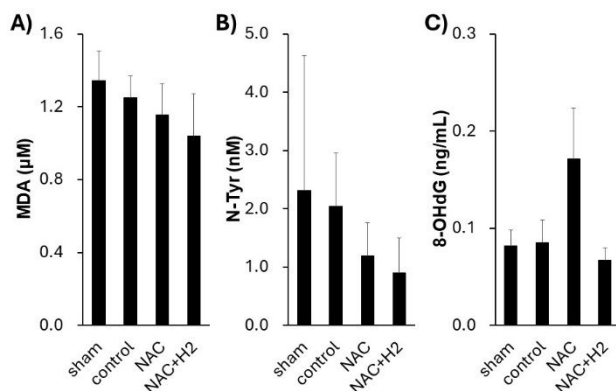 A)
MDA (µM)
1.6
1.2
0.8
0.4
0.0
sham
control
NAC
NAC+H2
B)
N-Tyr (nM)
5.0
4.0
3.0
2.0
1.0
0.0
sham
control
NAC
NAC+H2
C)
8-OHdG (ng/mL)
0.3
0.2
0.1
0.0
sham
control
NAC
NAC+H2